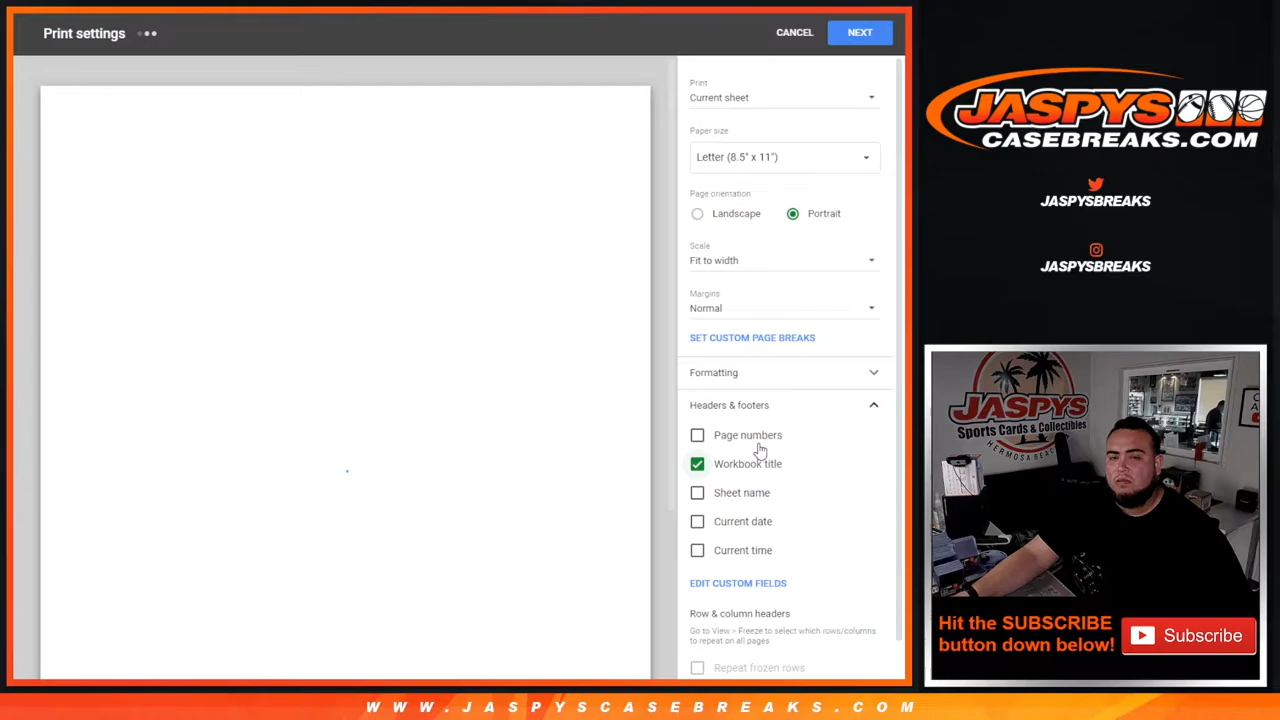 Print settings
CANCEL
NEXT
Print
Current sheet
Paper size
Letter (8.5" x 11")
Page orientation
Landscape
Portrait
Scale
Fit to width
Margins
Normal
SET CUSTOM PAGE BREAKS
Formatting
Headers & footers
Page numbers
Workbook title
Sheet name
Current date
Current time
EDIT CUSTOM FIELDS
Row & column headers
Go to View > Freeze to select which rows/columns
to repeat on all pages
Repeat frozen rows
JASPYS
CASEBREAKS.COM
JASPYSBREAKS
JASPYSBREAKS
JASPYS
Sports Cards & Collectibles
HERMOSA BEACH
Hit the SUBSCRIBE
button down below!
Subscribe
WWW.JASPYSCASEBREAKS.COM